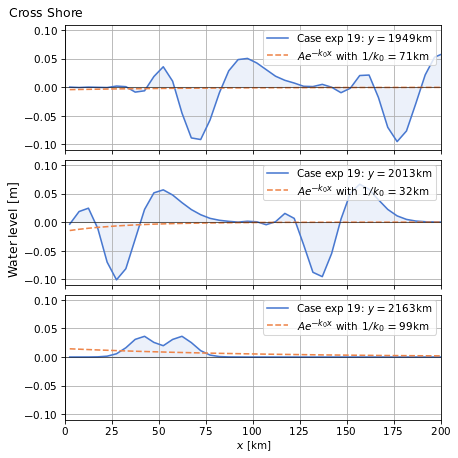 Cross Shore
0.10
0.05
0.00
−0.05
−0.10
Case exp 19: y = 1949km
Ae^{−k₀x} with 1/k₀ = 71km
Water level [m]
0.10
0.05
0.00
−0.05
−0.10
Case exp 19: y = 2013km
Ae^{−k₀x} with 1/k₀ = 32km
0.10
0.05
0.00
−0.05
−0.10
Case exp 19: y = 2163km
Ae^{−k₀x} with 1/k₀ = 99km
0 25 50 75 100 125 150 175 200
x [km]